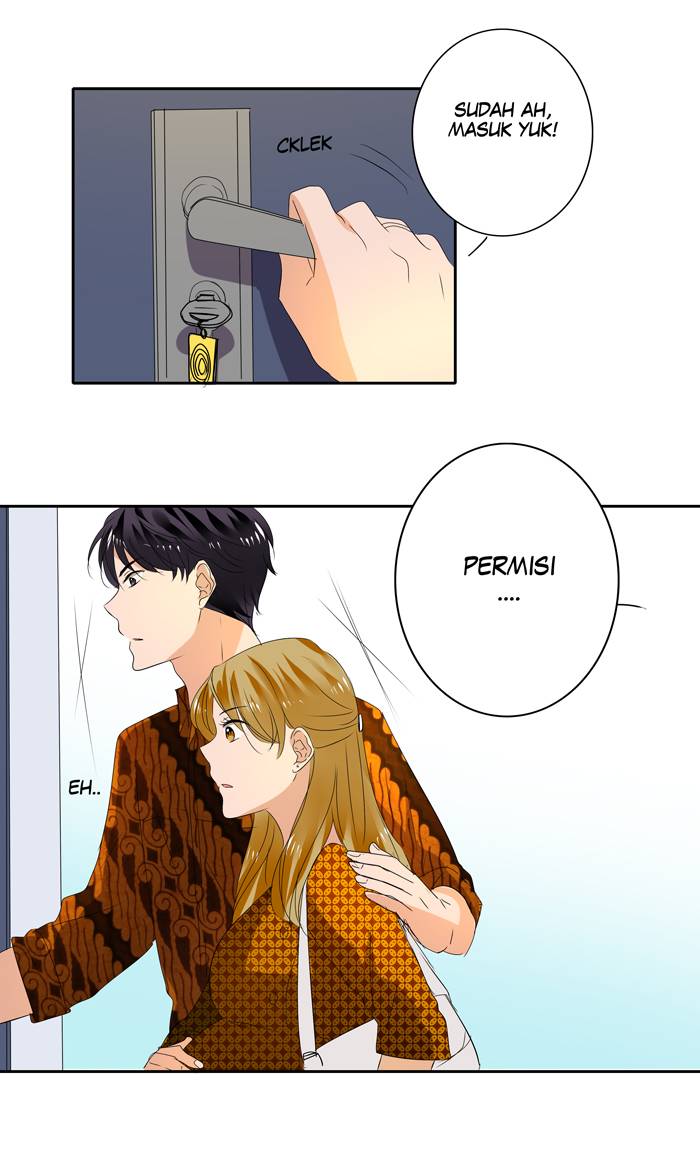 SUDAH AH,
MASUK YUK!
CKLEK
PERMISI
....
EH..